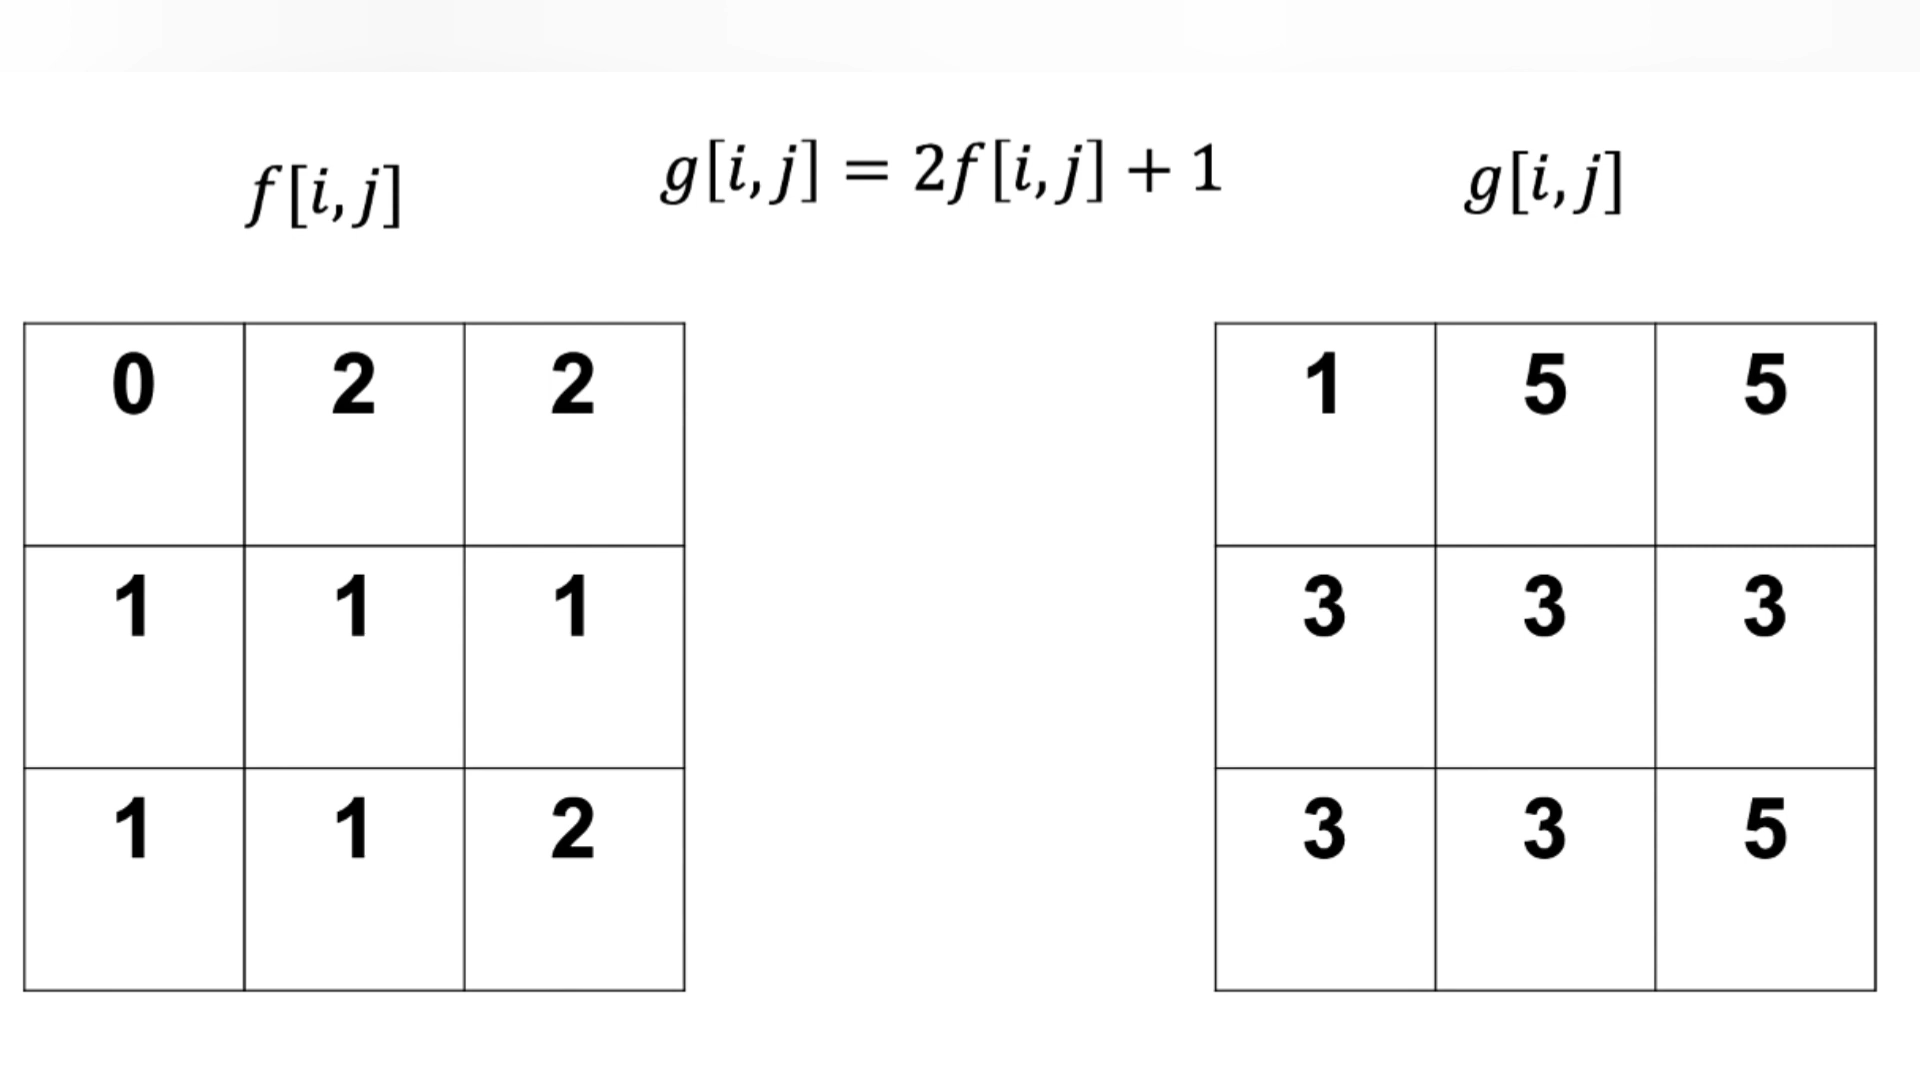 f[i, j]
g[i, j] = 2f[i, j] + 1
g[i, j]
0 2 2
1 1 1
1 1 2
1 5 5
3 3 3
3 3 5